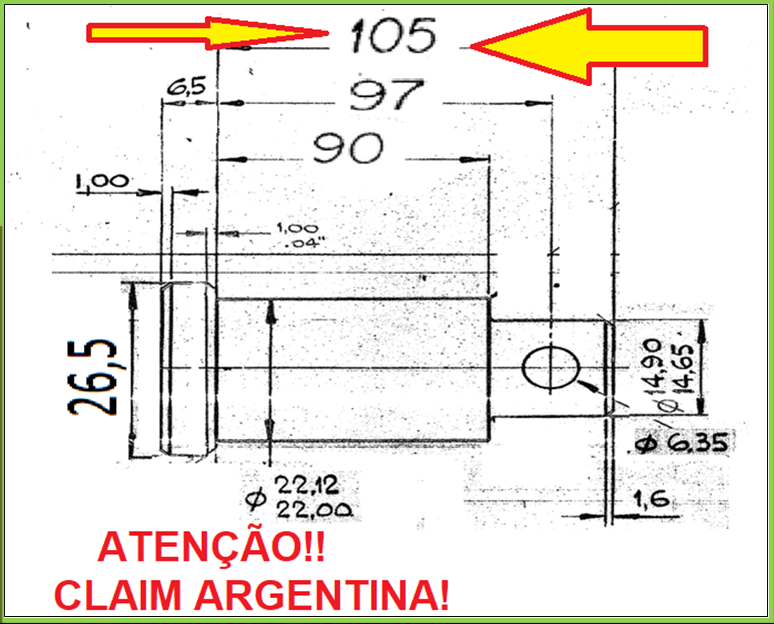 105
6,5
97
90
1,00
1,00
.04"
26,5
ø 14,90
14,65
ø 6.35
ø 22,12
22,00
1,6
ATENÇÃO!!
CLAIM ARGENTINA!